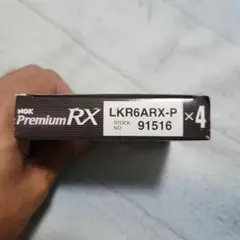 NGK
Premium RX
LKR6ARX-P
STOCK NO. 91516
×4